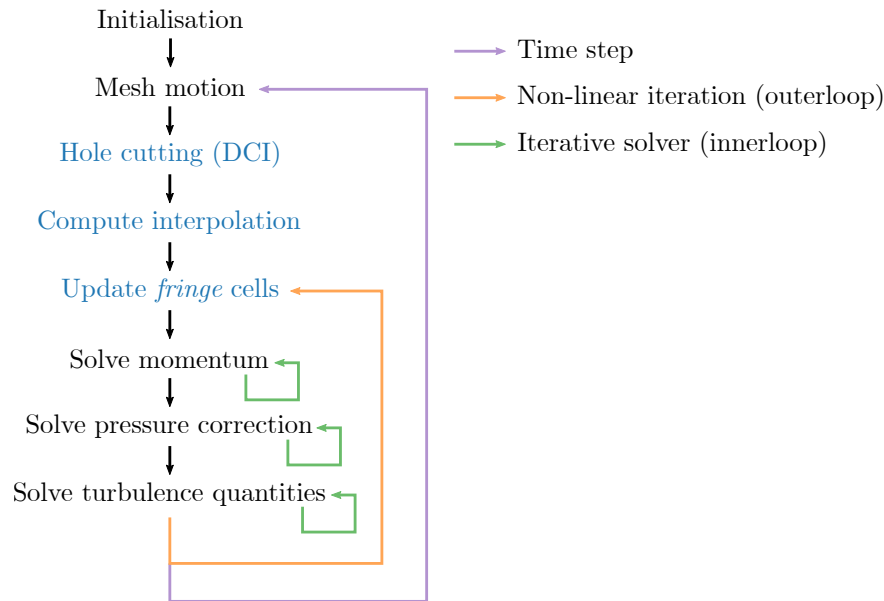 Initialisation
Mesh motion
Hole cutting (DCI)
Compute interpolation
Update fringe cells
Solve momentum
Solve pressure correction
Solve turbulence quantities
Time step
Non-linear iteration (outerloop)
Iterative solver (innerloop)